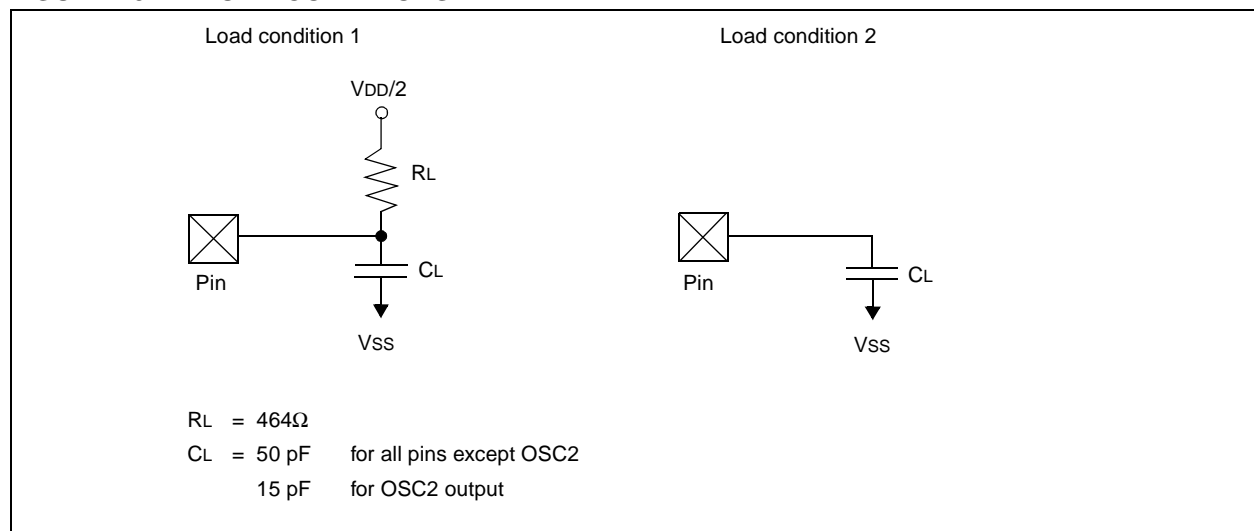 Load condition 1
Load condition 2
VDD/2
RL
CL
Pin
VSS
CL
Pin
VSS
RL = 464Ω
CL = 50 pF for all pins except OSC2
15 pF for OSC2 output